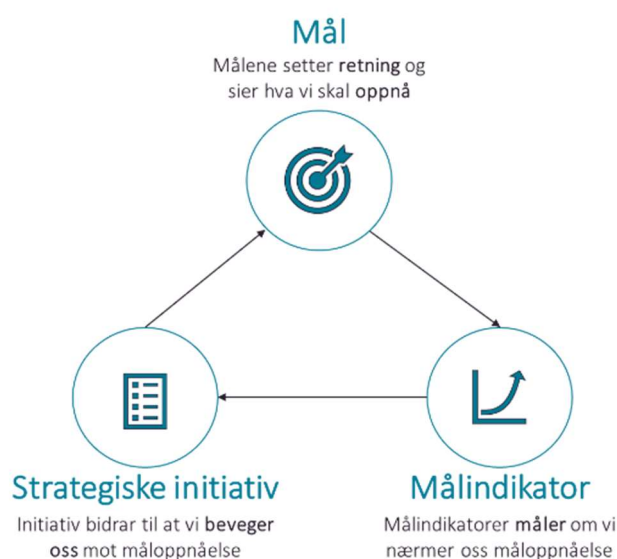 Mål
Målene setter retning og
sier hva vi skal oppnå
Strategiske initiativ
Initiativ bidrar til at vi beveger
oss mot måloppnåelse
Målindikator
Målindikatorer måler om vi
nærmer oss måloppnåelse